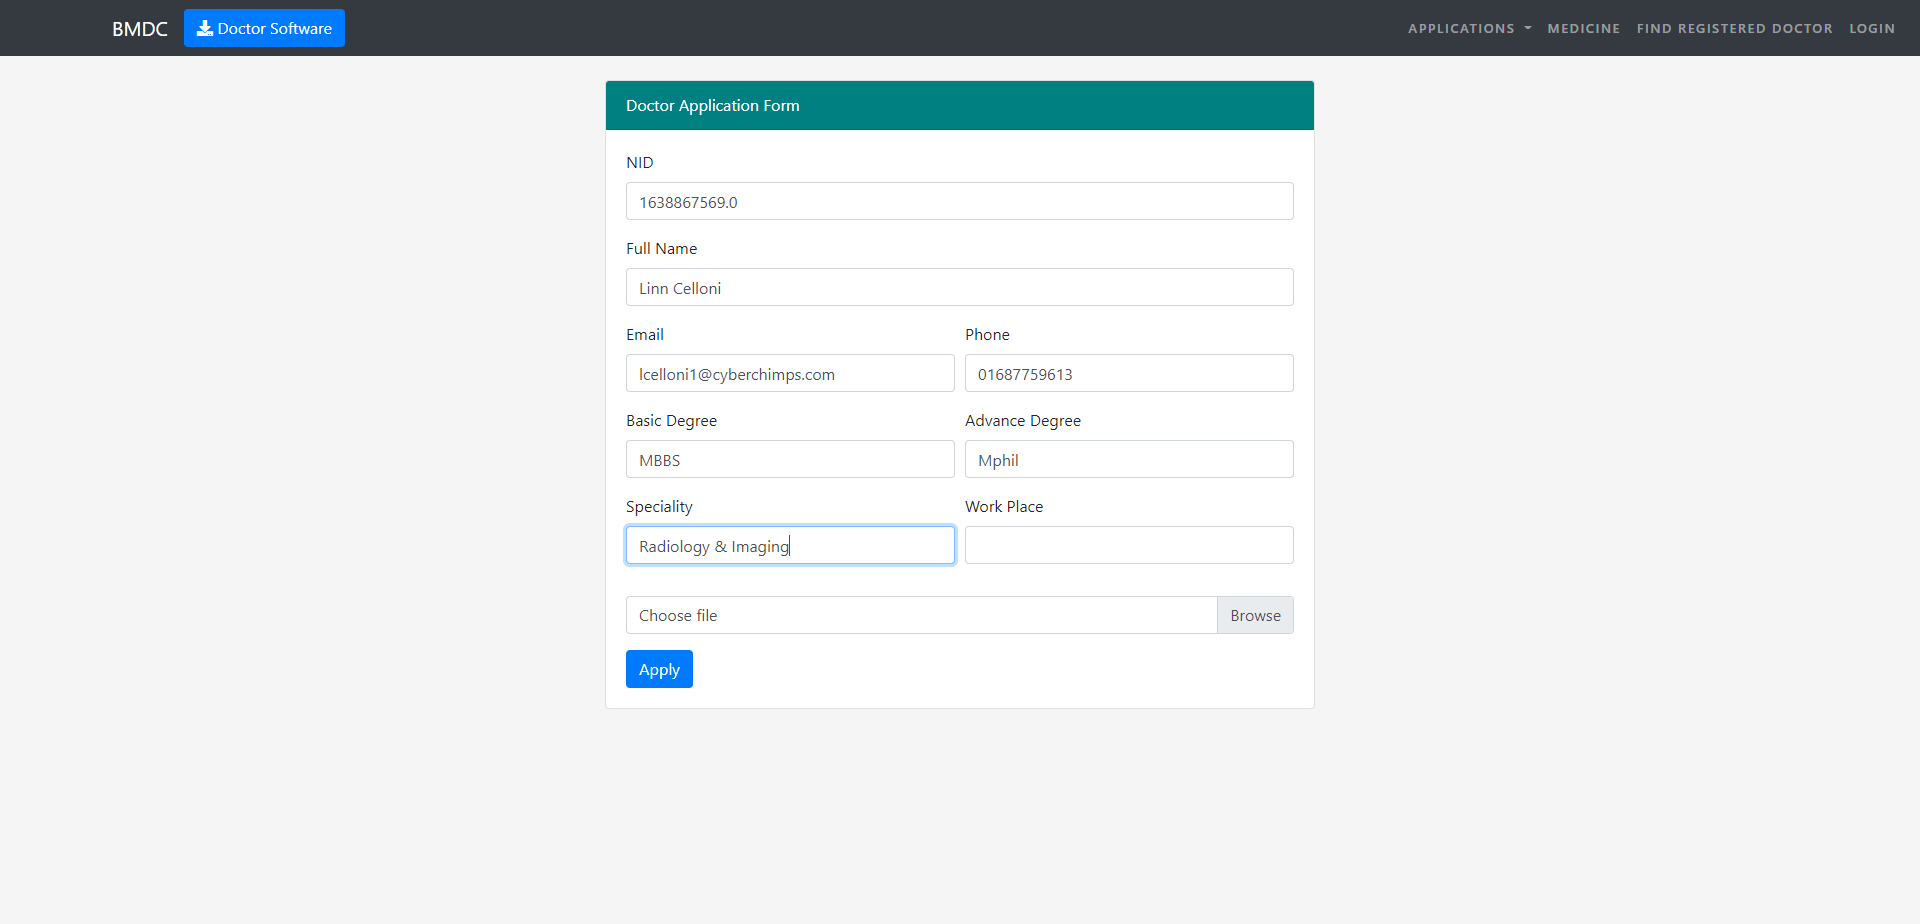 BMDC Doctor Software APPLICATIONS MEDICINE FIND REGISTERED DOCTOR LOGIN
Doctor Application Form
NID
1638867569.0
Full Name
Linn Celloni
Email Phone
lcelloni1@cyberchimps.com 01687759613
Basic Degree Advance Degree
MBBS Mphil
Speciality Work Place
Radiology & Imaging
Choose file Browse
Apply